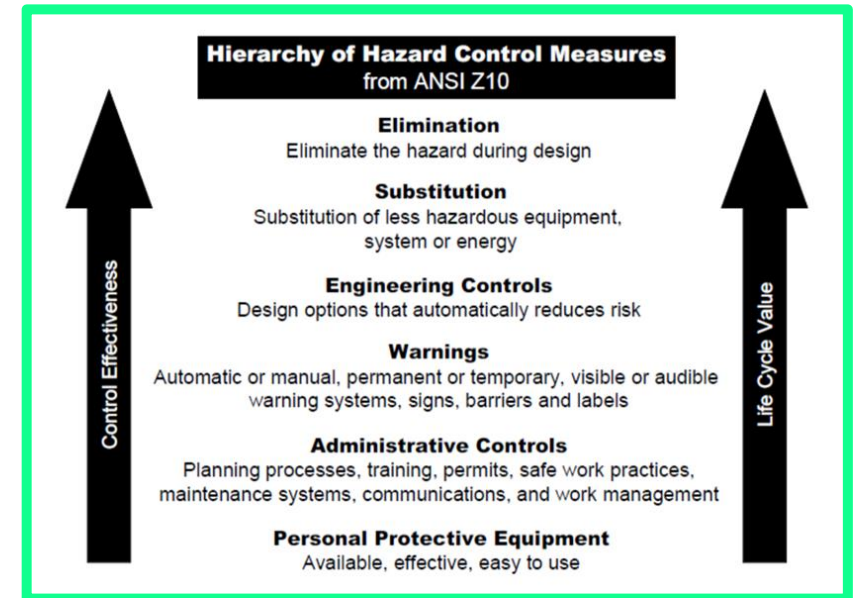 Hierarchy of Hazard Control Measures
from ANSI Z10
Elimination
Eliminate the hazard during design
Substitution
Substitution of less hazardous equipment,
system or energy
Engineering Controls
Design options that automatically reduces risk
Warnings
Automatic or manual, permanent or temporary, visible or audible
warning systems, signs, barriers and labels
Administrative Controls
Planning processes, training, permits, safe work practices,
maintenance systems, communications, and work management
Personal Protective Equipment
Available, effective, easy to use
Control Effectiveness
Life Cycle Value